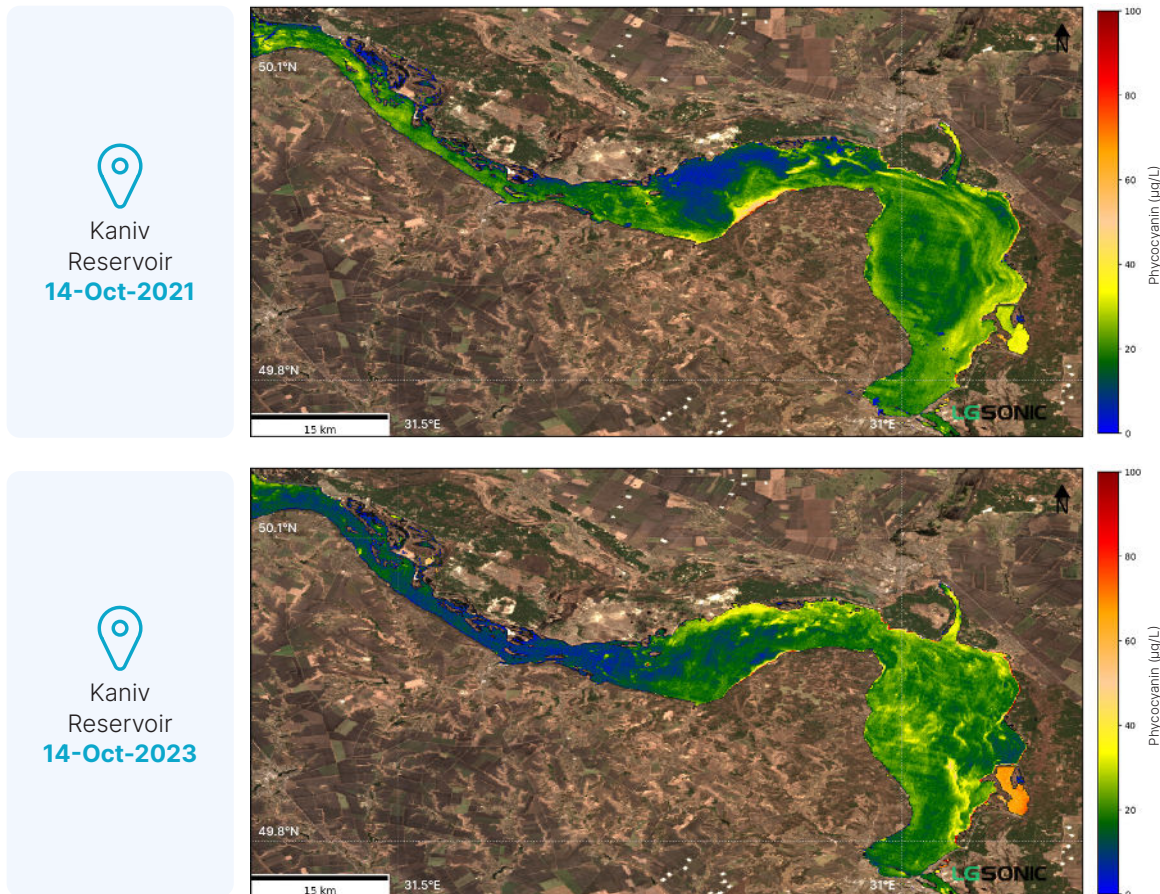 Kaniv
Reservoir
14-Oct-2021
50.1°N
49.8°N
15 km
31.5°E
31°E
LGSONIC
N
100
80
60
40
20
0
Phycocyanin (µg/L)
Kaniv
Reservoir
14-Oct-2023
50.1°N
49.8°N
15 km
31.5°E
31°E
LGSONIC
N
100
80
60
40
20
0
Phycocyanin (µg/L)